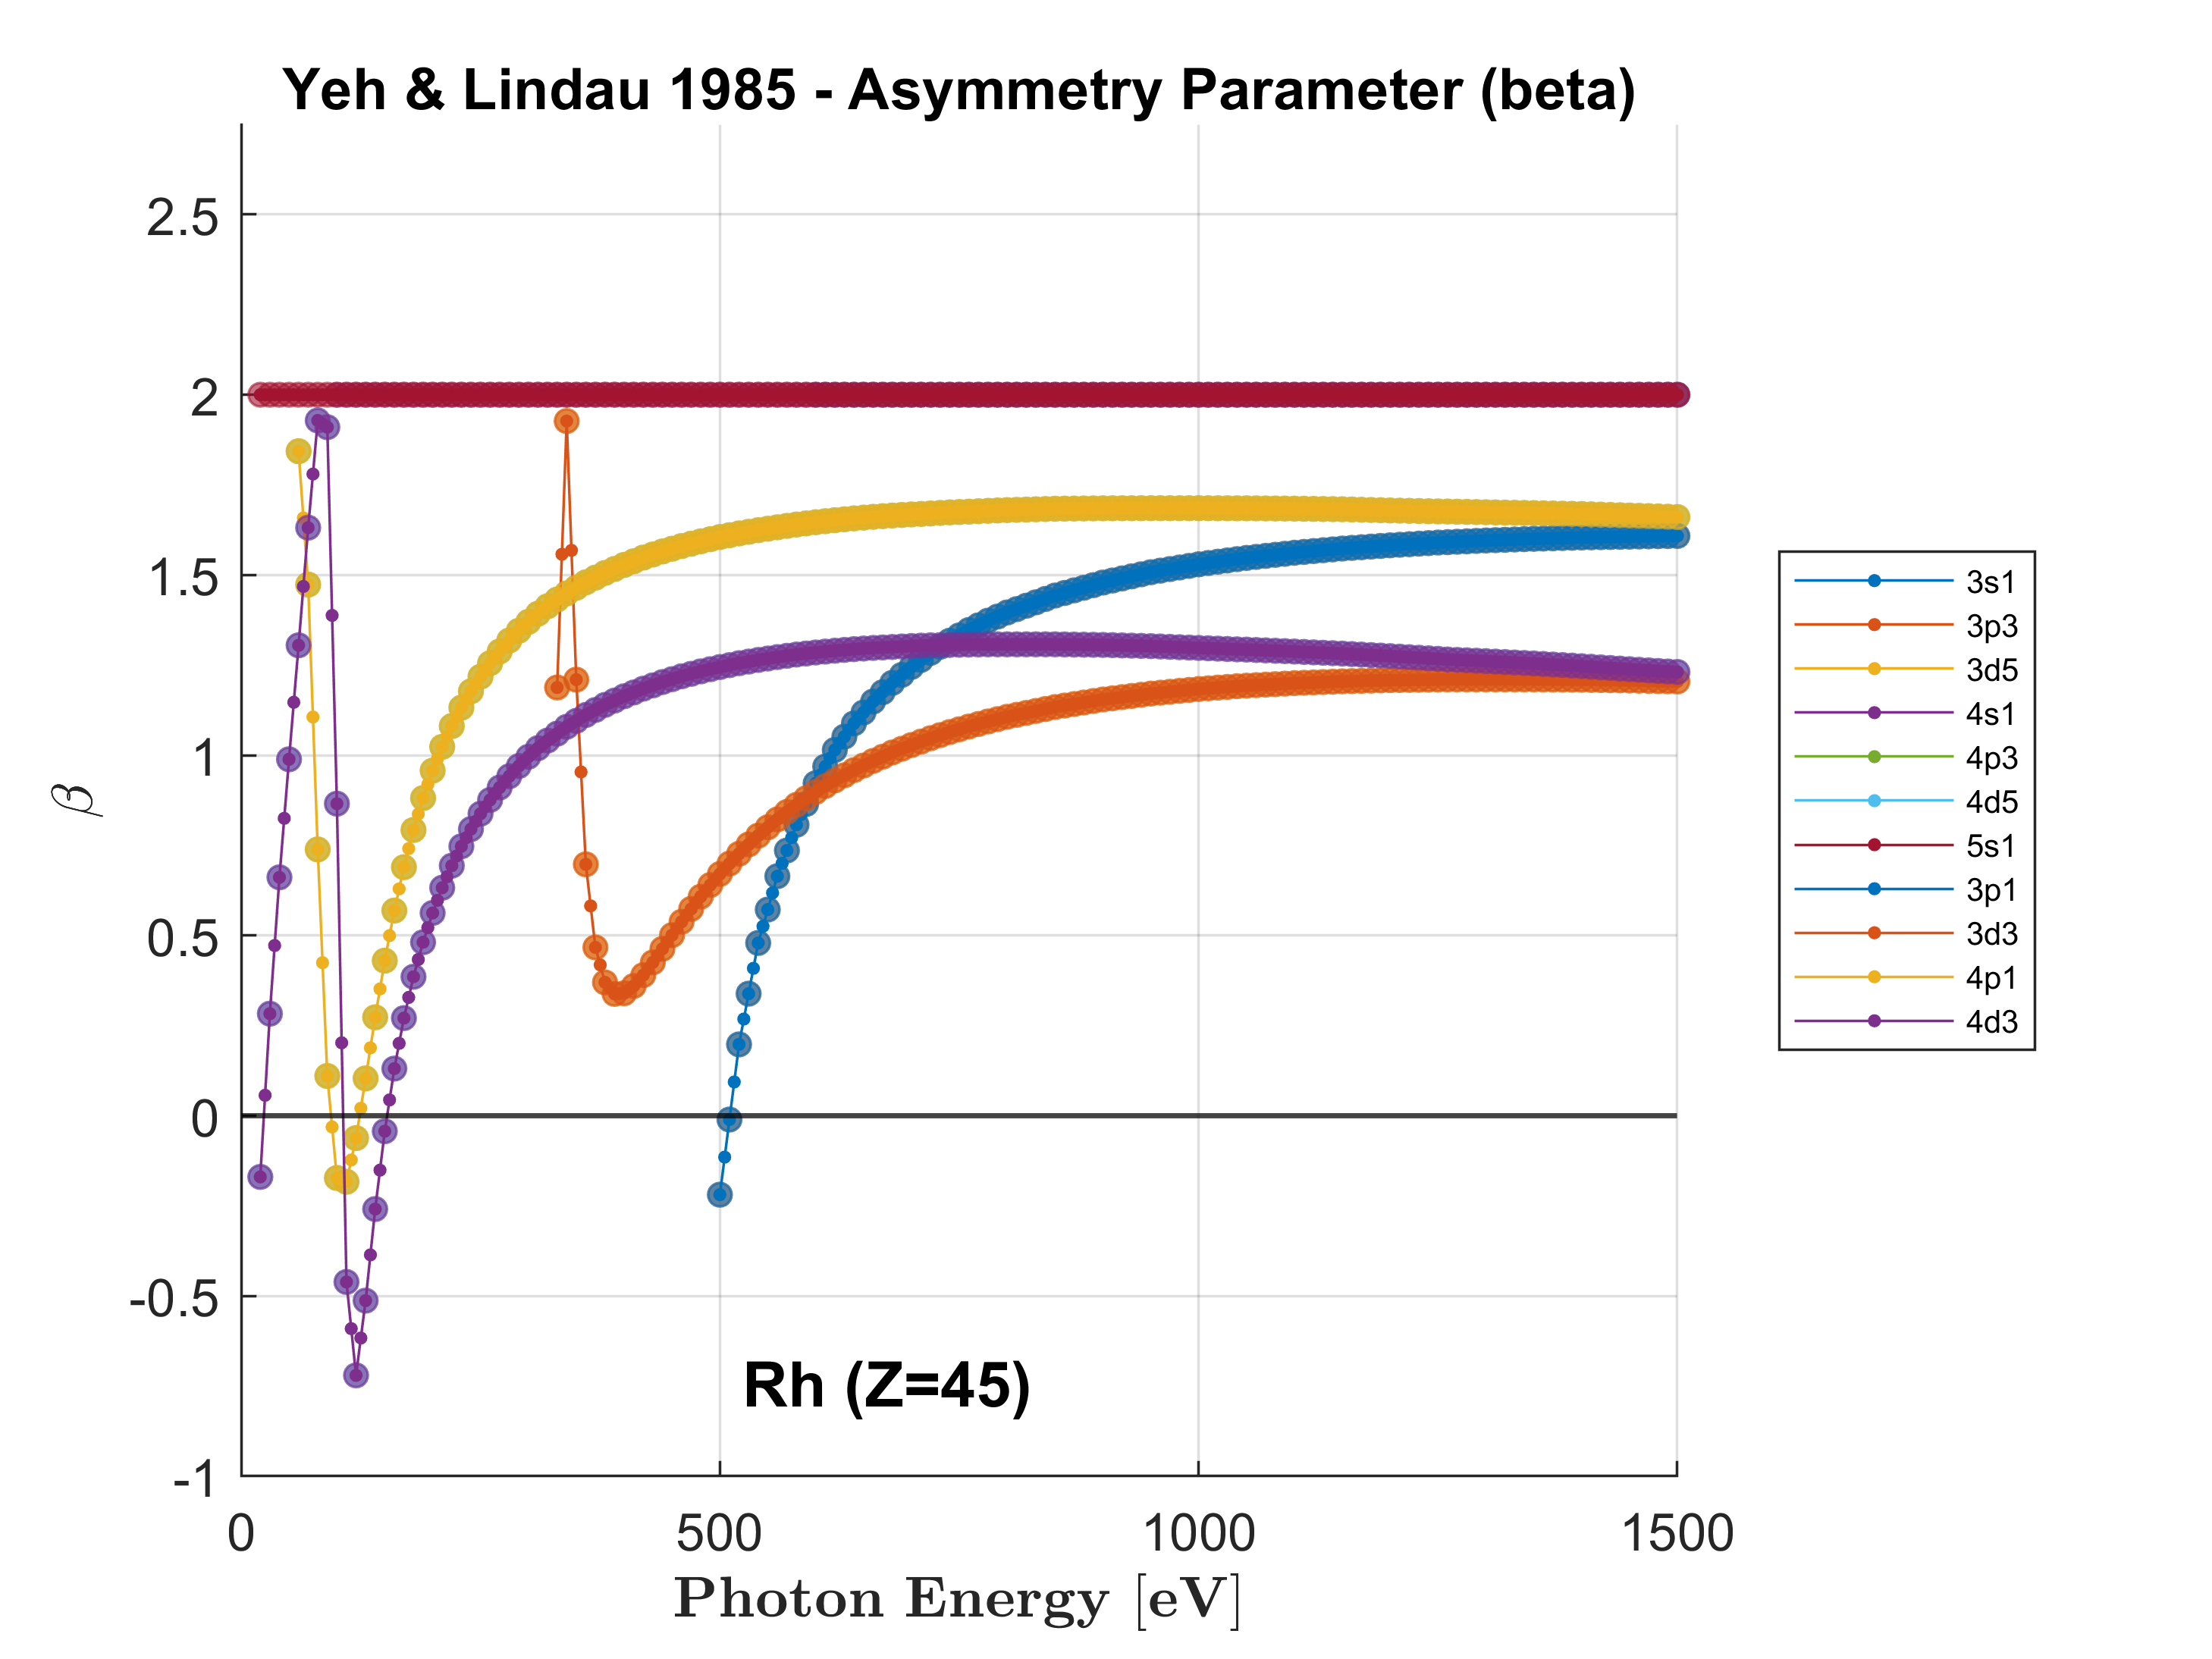 Yeh & Lindau 1985 - Asymmetry Parameter (beta)
2.5
2
1.5
1
0.5
0
-0.5
-1
β
0 500 1000 1500
Photon Energy [eV]
Rh (Z=45)
3s1
3p3
3d5
4s1
4p3
4d5
5s1
3p1
3d3
4p1
4d3